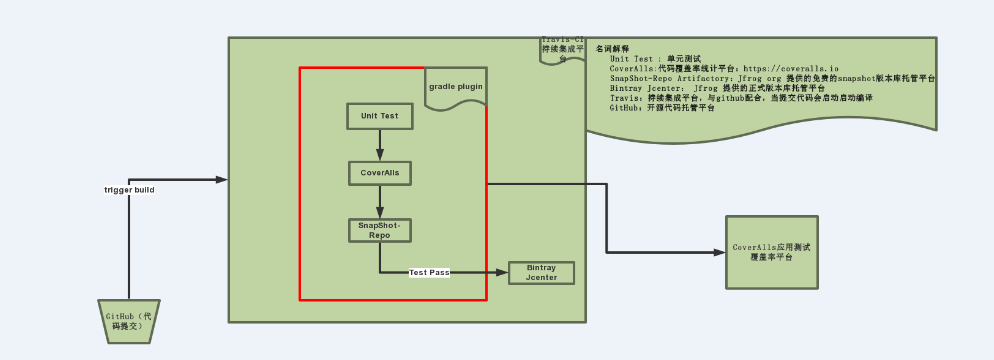 Travis-CI
持续集成平
台
名词解释
Unit Test : 单元测试
CoverAlls:代码覆盖率统计平台: https://coveralls.io
SnapShot-Repo Artifactory: Jfrog org 提供的免费的snapshot版本库托管平台
Bintray Jcenter: Jfrog 提供的正式版本库托管平台
Travis: 持续集成平台, 与github配合, 当提交代码会启动启动编译
GitHub: 开源代码托管平台
gradle plugin
Unit Test
CoverAlls
SnapShot-
Repo
Test Pass
Bintray
Jcenter
trigger build
GitHub（代
码提交）
CoverAlls应用测试
覆盖率平台